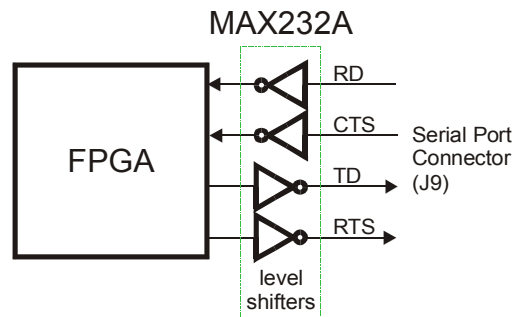 MAX232A
RD
CTS
FPGA
TD
RTS
Serial Port
Connector
(J9)
level
shifters